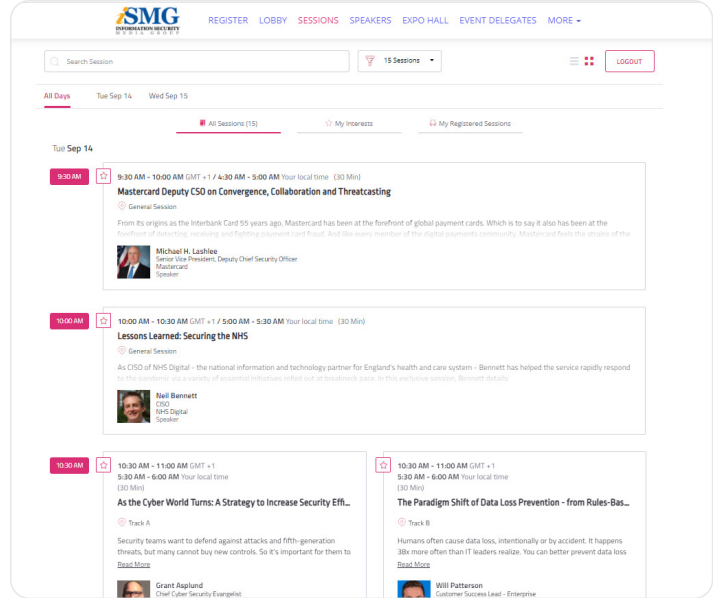 iSMG
INFORMATION SECURITY
MEDIA GROUP
REGISTER LOBBY SESSIONS SPEAKERS EXPO HALL EVENT DELEGATES MORE
Search Session
15 Sessions
LOGOUT
All Days Tue Sep 14 Wed Sep 15
All Sessions (15) My Interests My Registered Sessions
Tue Sep 14
9:30 AM
9:30 AM - 10:00 AM GMT +1 / 4:30 AM - 5:00 AM Your local time (30 Min)
Mastercard Deputy CSO on Convergence, Collaboration and Threatcasting
General Session
From its origins as the Interbank Card 55 years ago, Mastercard has been at the forefront of global payment cards. Which is to say it also has been at the
forefront of detecting, receiving and fighting payment card fraud. And like every member of the digital payments community, Mastercard feels the strains of the
Michael H. Lashlee
Senior Vice President, Deputy Chief Security Officer
Mastercard
Speaker
10:00 AM
10:00 AM - 10:30 AM GMT +1 / 5:00 AM - 5:30 AM Your local time (30 Min)
Lessons Learned: Securing the NHS
General Session
As CISO of NHS Digital - the national information and technology partner for England's health and care system - Bennett has helped the service rapidly respond
to the pandemic via a variety of essential initiatives rolled out at breakneck pace. In this exclusive session, Bennett details:
Neil Bennett
CISO
NHS Digital
Speaker
10:30 AM
10:30 AM - 11:00 AM GMT +1
5:30 AM - 6:00 AM Your local time
(30 Min)
As the Cyber World Turns: A Strategy to Increase Security Effi...
Track A
Security teams want to defend against attacks and fifth-generation
threats, but many cannot buy new controls. So it's important for them to
Read More
Grant Asplund
Chief Cyber Security Evangelist
10:30 AM - 11:00 AM GMT +1
5:30 AM - 6:00 AM Your local time
(30 Min)
The Paradigm Shift of Data Loss Prevention - from Rules-Bas...
Track B
Humans often cause data loss, intentionally or by accident. It happens
38x more often than IT leaders realize. You can better prevent data loss
Read More
Will Patterson
Customer Success Lead - Enterprise